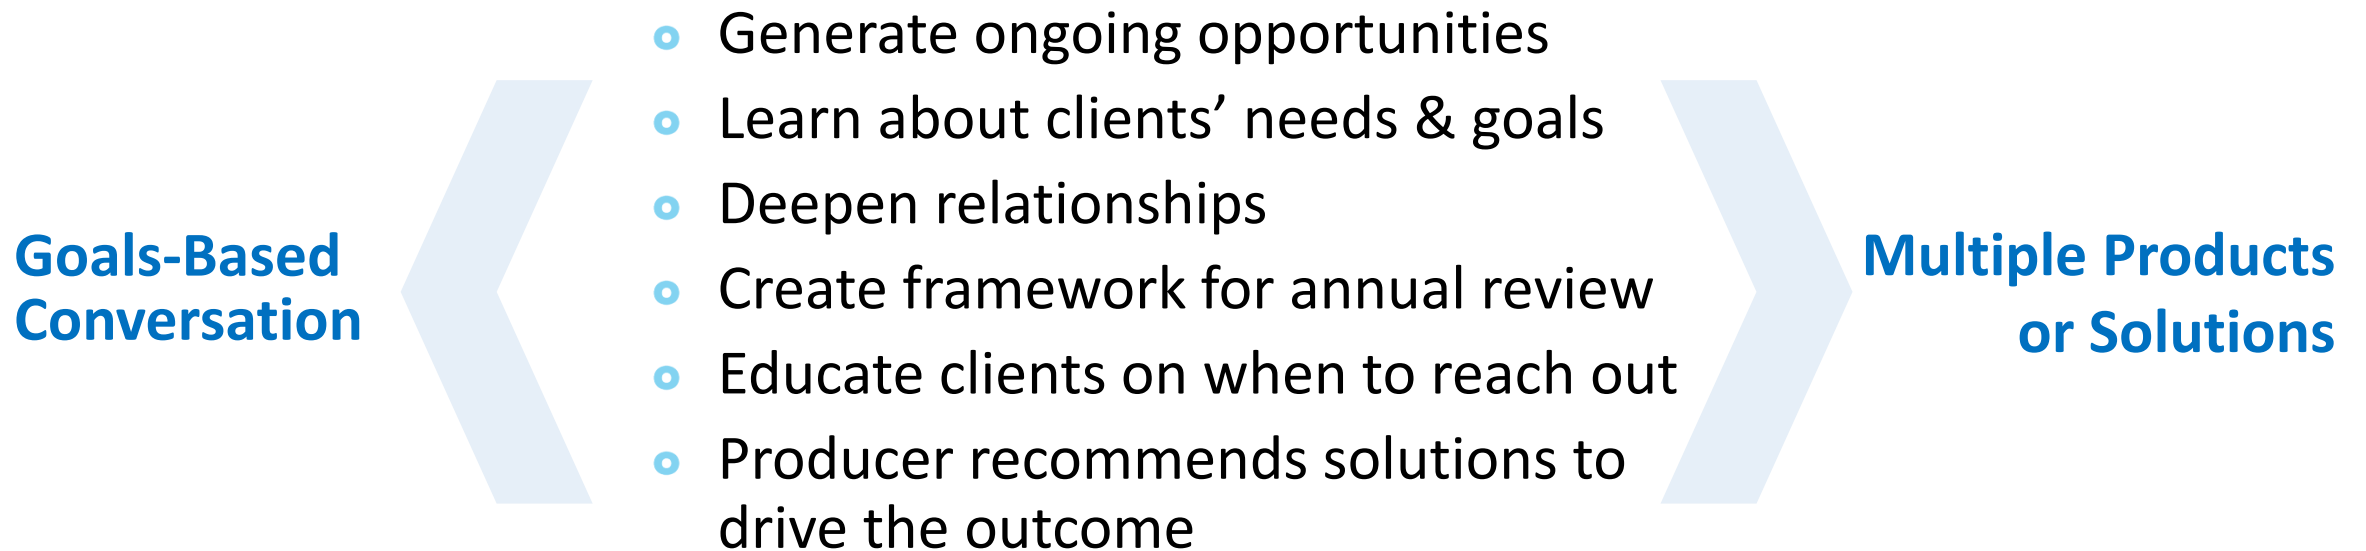 Goals-Based
Conversation
Generate ongoing opportunities
Learn about clients’ needs & goals
Deepen relationships
Create framework for annual review
Educate clients on when to reach out
Producer recommends solutions to
drive the outcome
Multiple Products
or Solutions